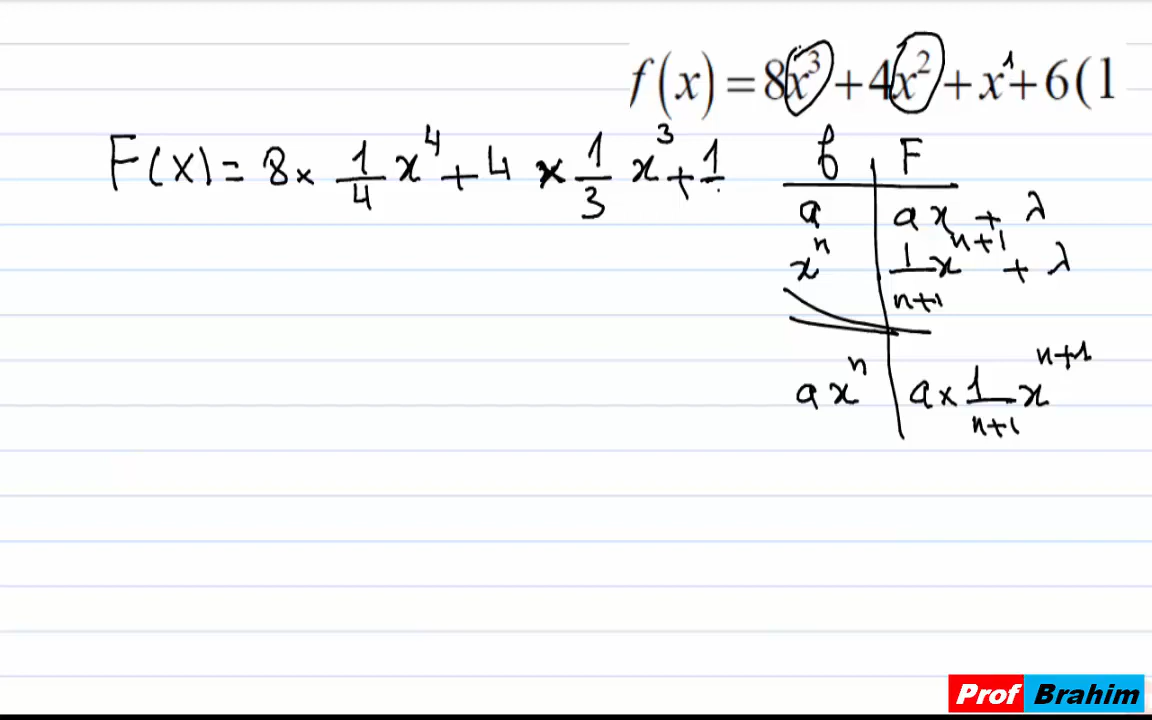 f(x) = 8x³ + 4x² + x¹ + 6 (1
F(x) = 8 × 1/4 x⁴ + 4 × 1/3 x³ + 1
f | F
a | ax + λ
xⁿ | 1/(n+1) xⁿ⁺¹ + λ
axⁿ | a × 1/(n+1) xⁿ⁺¹
Prof Brahim